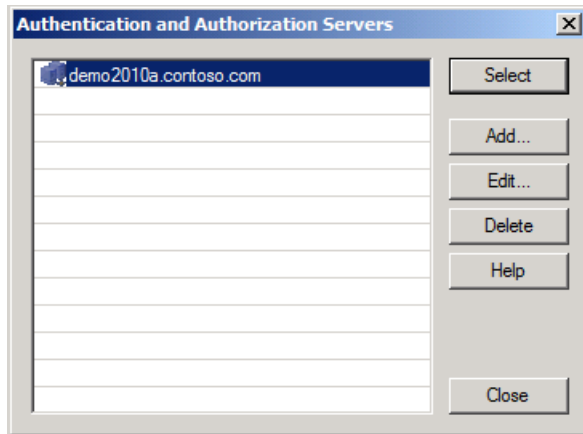 Authentication and Authorization Servers
demo2010a.contoso.com
Select
Add...
Edit...
Delete
Help
Close